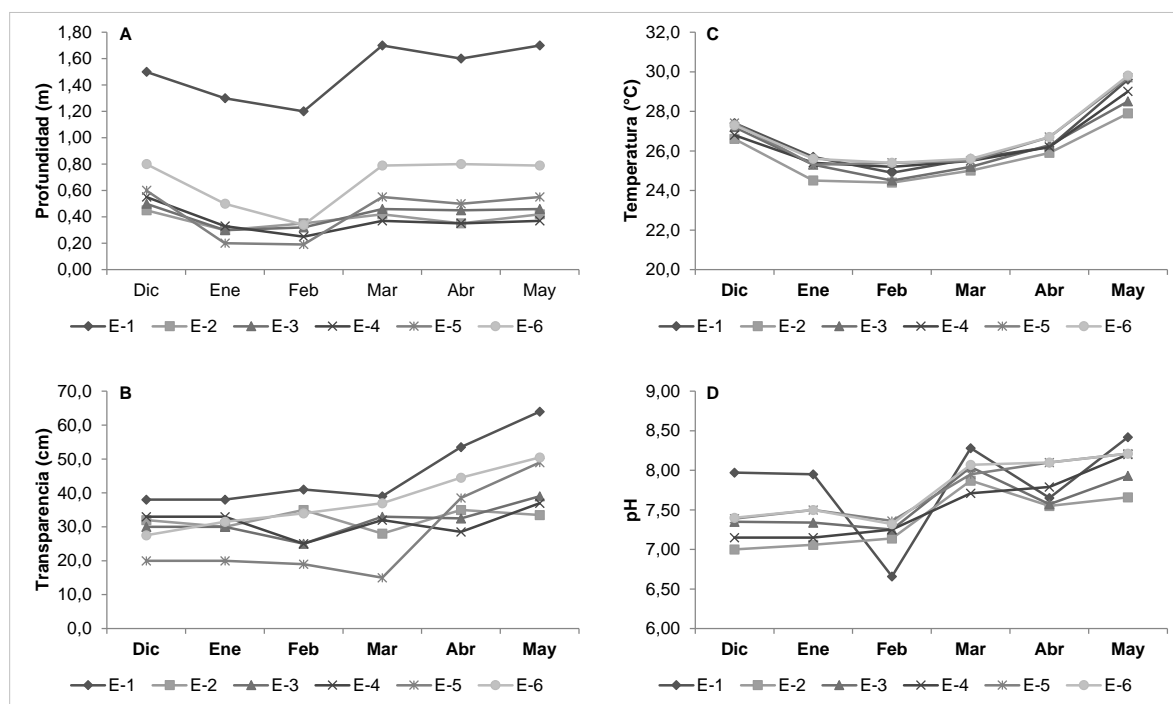 A
Profundidad (m)
1,80
1,60
1,40
1,20
1,00
0,80
0,60
0,40
0,20
0,00
Dic Ene Feb Mar Abr May
E-1 E-2 E-3 E-4 E-5 E-6
C
Temperatura (°C)
32,0
30,0
28,0
26,0
24,0
22,0
20,0
Dic Ene Feb Mar Abr May
E-1 E-2 E-3 E-4 E-5 E-6
B
Transparencia (cm)
70,0
60,0
50,0
40,0
30,0
20,0
10,0
0,0
Dic Ene Feb Mar Abr May
E-1 E-2 E-3 E-4 E-5 E-6
D
pH
9,00
8,50
8,00
7,50
7,00
6,50
6,00
Dic Ene Feb Mar Abr May
E-1 E-2 E-3 E-4 E-5 E-6